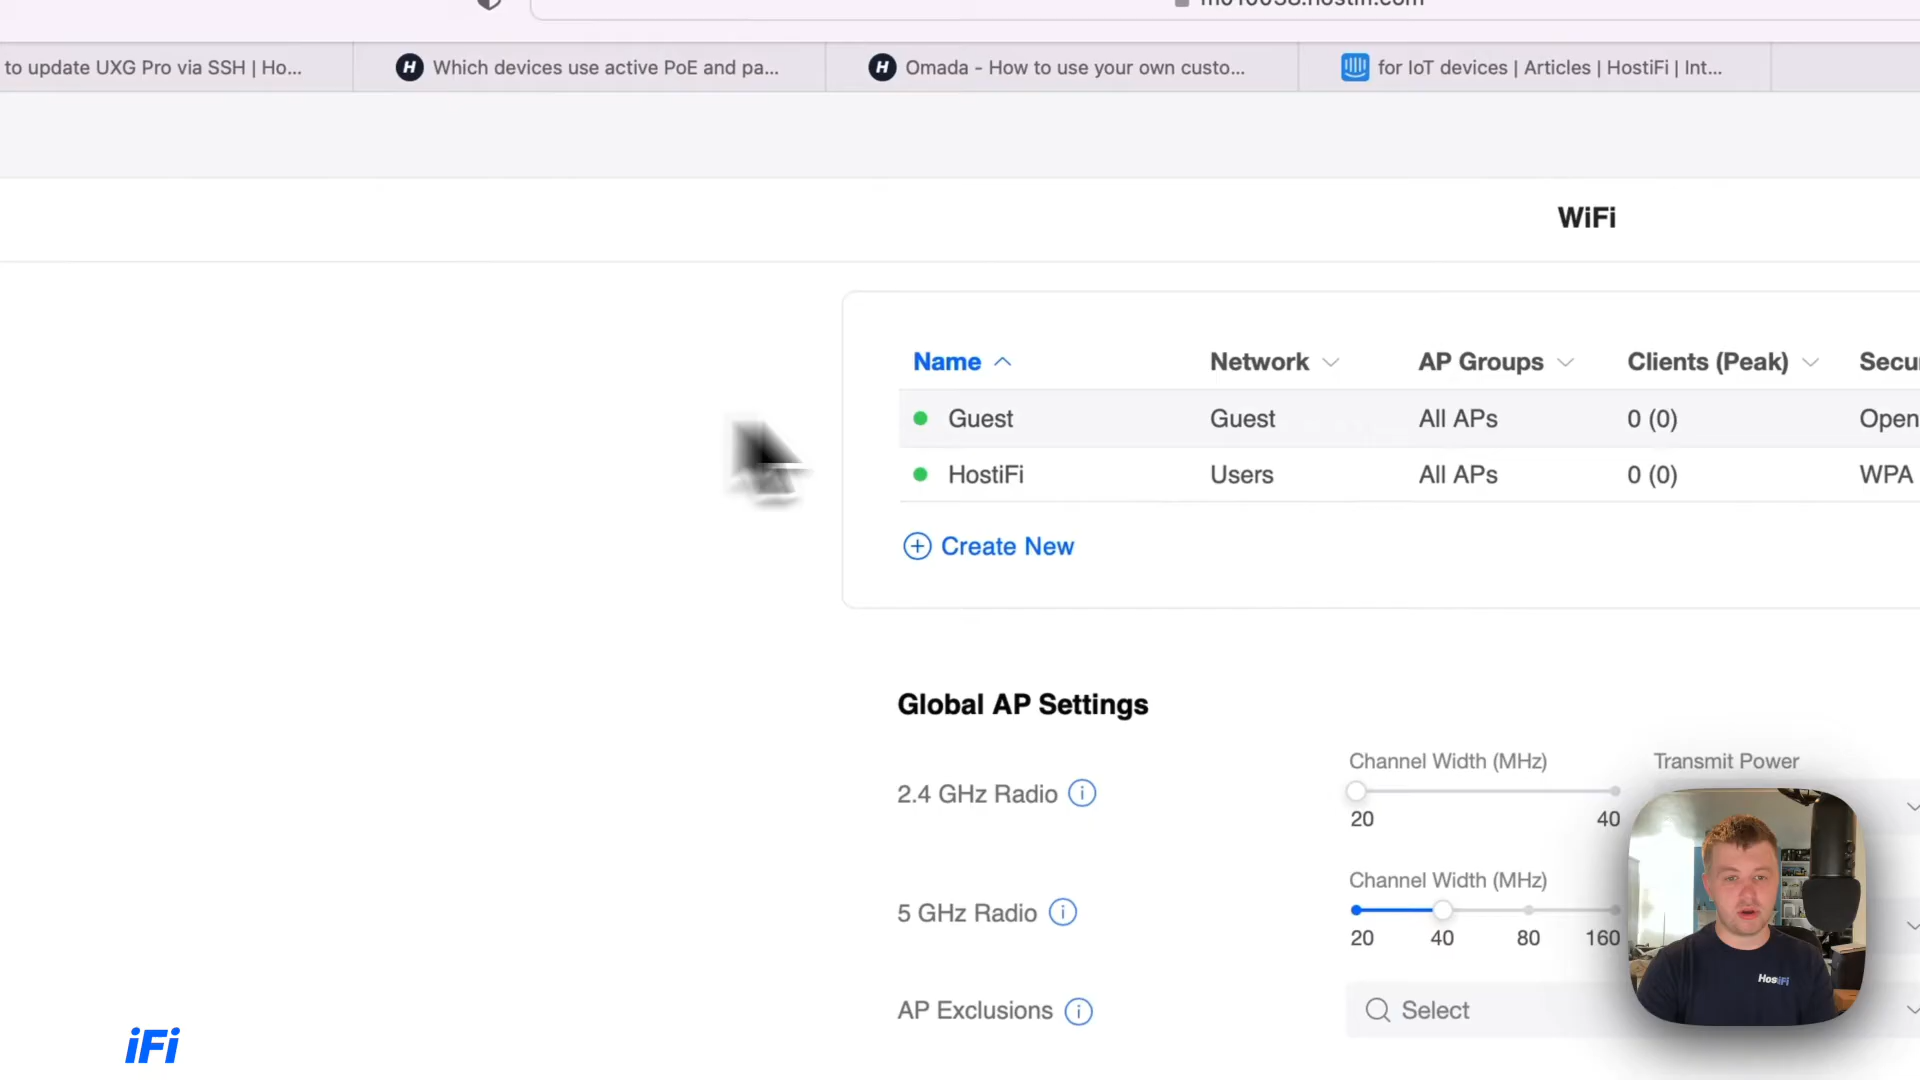 to update UXG Pro via SSH | Ho...
Which devices use active PoE and pa...
Omada - How to use your own custo...
for IoT devices | Articles | HostiFi | Int...
WiFi
Name Network AP Groups Clients (Peak)
Guest Guest All APs 0 (0) Open
HostiFi Users All APs 0 (0) WPA
Create New
Global AP Settings
Channel Width (MHz) Transmit Power
2.4 GHz Radio
20 40
Channel Width (MHz)
5 GHz Radio
20 40 80 160
AP Exclusions Select
HostiFi
iFi